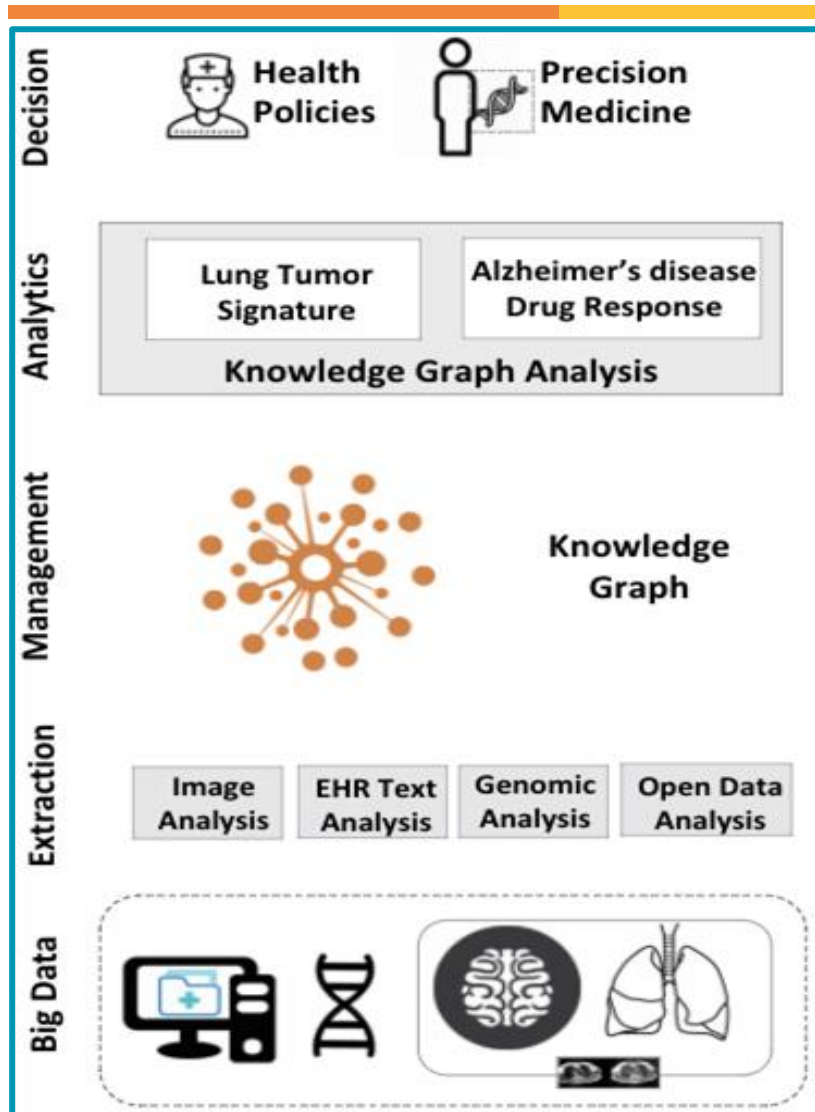 Decision
Health
Policies
Precision
Medicine
Analytics
Lung Tumor
Signature
Alzheimer’s disease
Drug Response
Knowledge Graph Analysis
Management
Knowledge
Graph
Extraction
Image
Analysis
EHR Text
Analysis
Genomic
Analysis
Open Data
Analysis
Big Data